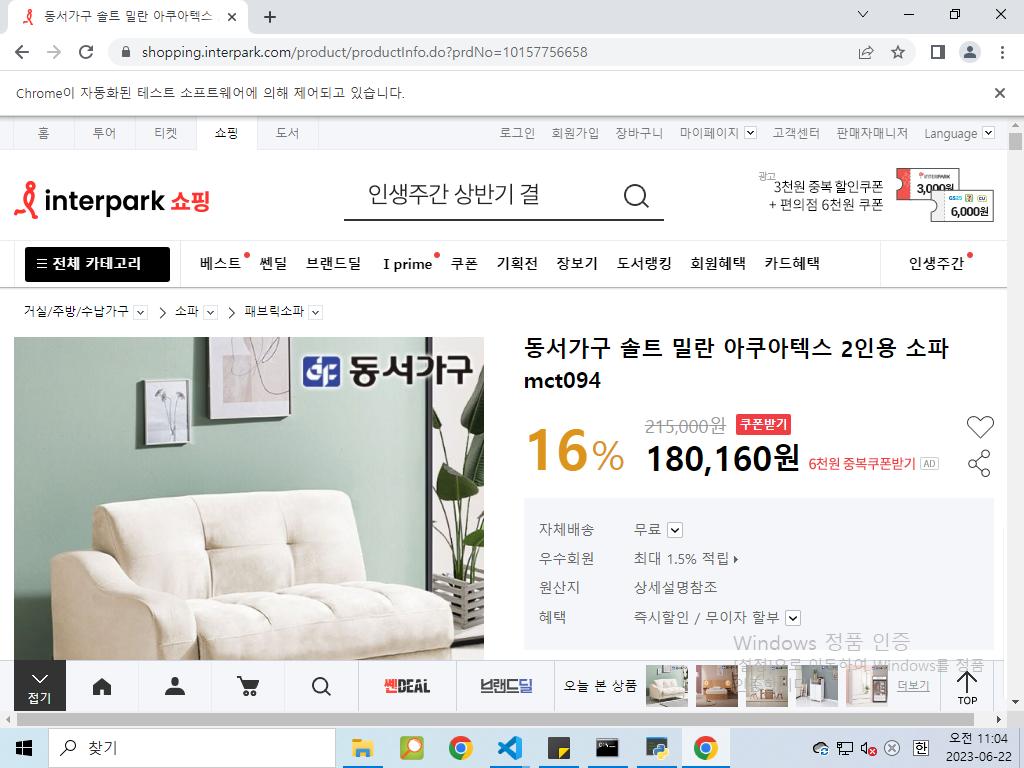 동서가구 솔트 밀란 아쿠아텍스
shopping.interpark.com/product/productInfo.do?prdNo=10157756658
Chrome이 자동화된 테스트 소프트웨어에 의해 제어되고 있습니다.
홈 투어 티켓 쇼핑 도서 로그인 회원가입 장바구니 마이페이지 고객센터 판매자매니저 Language
interpark 쇼핑
인생주간 상반기 결
광고
3천원 중복 할인쿠폰
+ 편의점 6천원 쿠폰
INTERPARK
3,000원
GS25 CU
6,000원
전체 카테고리 베스트 쎈딜 브랜드딜 I prime 쿠폰 기획전 장보기 도서랭킹 회원혜택 카드혜택 인생주간
거실/주방/수납가구 소파 패브릭소파
동서가구
동서가구 솔트 밀란 아쿠아텍스 2인용 소파
mct094
16%
215,000원 쿠폰받기
180,160원 6천원 중복쿠폰받기 AD
자체배송 무료
우수회원 최대 1.5% 적립
원산지 상세설명참조
혜택 즉시할인 / 무이자 할부
Windows 정품 인증
[설정]으로 이동하여 Windows를 정품
접기
쎈DEAL
브랜드딜
오늘 본 상품
더보기
TOP
찾기
한
오전 11:04
2023-06-22